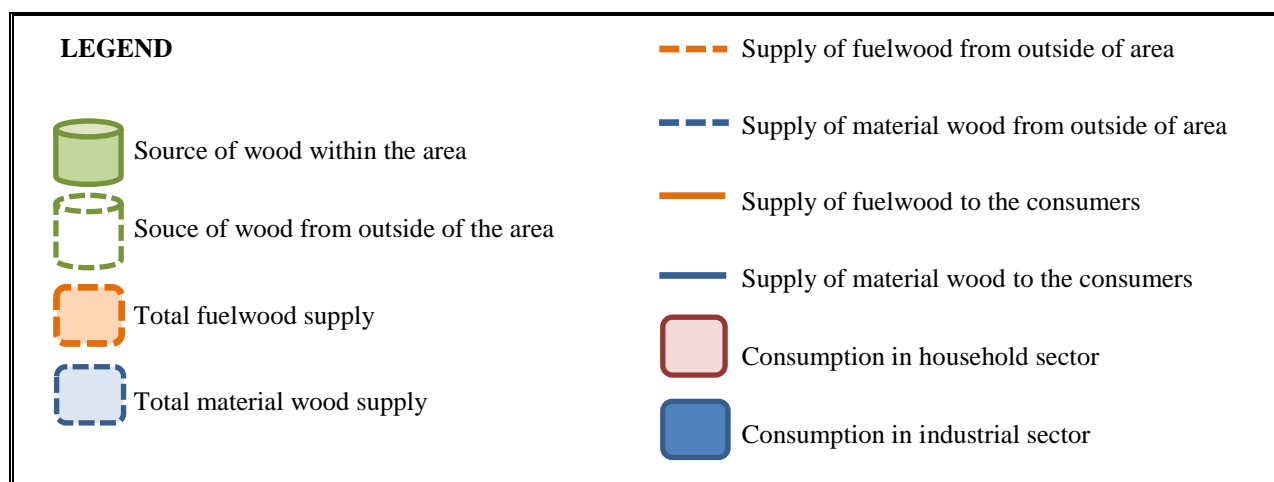 LEGEND
Source of wood within the area
Souce of wood from outside of the area
Total fuelwood supply
Total material wood supply
Supply of fuelwood from outside of area
Supply of material wood from outside of area
Supply of fuelwood to the consumers
Supply of material wood to the consumers
Consumption in household sector
Consumption in industrial sector